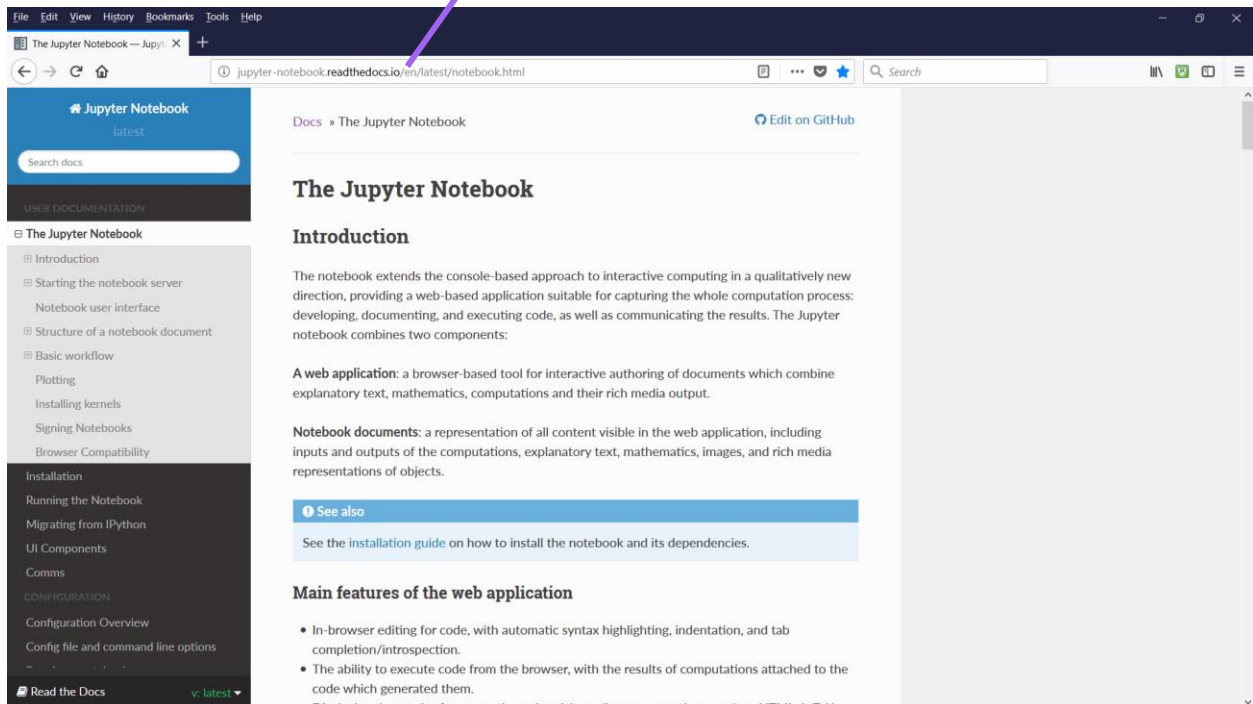 File Edit View History Bookmarks Tools Help
The Jupyter Notebook — Jupyt
jupyter-notebook.readthedocs.io/en/latest/notebook.html
Search
Jupyter Notebook
latest
Search docs
USER DOCUMENTATION
The Jupyter Notebook
Introduction
Starting the notebook server
Notebook user interface
Structure of a notebook document
Basic workflow
Plotting
Installing kernels
Signing Notebooks
Browser Compatibility
Installation
Running the Notebook
Migrating from IPython
UI Components
Comms
CONFIGURATION
Configuration Overview
Config file and command line options
Read the Docs v: latest
Docs » The Jupyter Notebook
Edit on GitHub
The Jupyter Notebook
Introduction
The notebook extends the console-based approach to interactive computing in a qualitatively new
direction, providing a web-based application suitable for capturing the whole computation process:
developing, documenting, and executing code, as well as communicating the results. The Jupyter
notebook combines two components:
A web application: a browser-based tool for interactive authoring of documents which combine
explanatory text, mathematics, computations and their rich media output.
Notebook documents: a representation of all content visible in the web application, including
inputs and outputs of the computations, explanatory text, mathematics, images, and rich media
representations of objects.
See also
See the installation guide on how to install the notebook and its dependencies.
Main features of the web application
• In-browser editing for code, with automatic syntax highlighting, indentation, and tab
completion/introspection.
• The ability to execute code from the browser, with the results of computations attached to the
code which generated them.